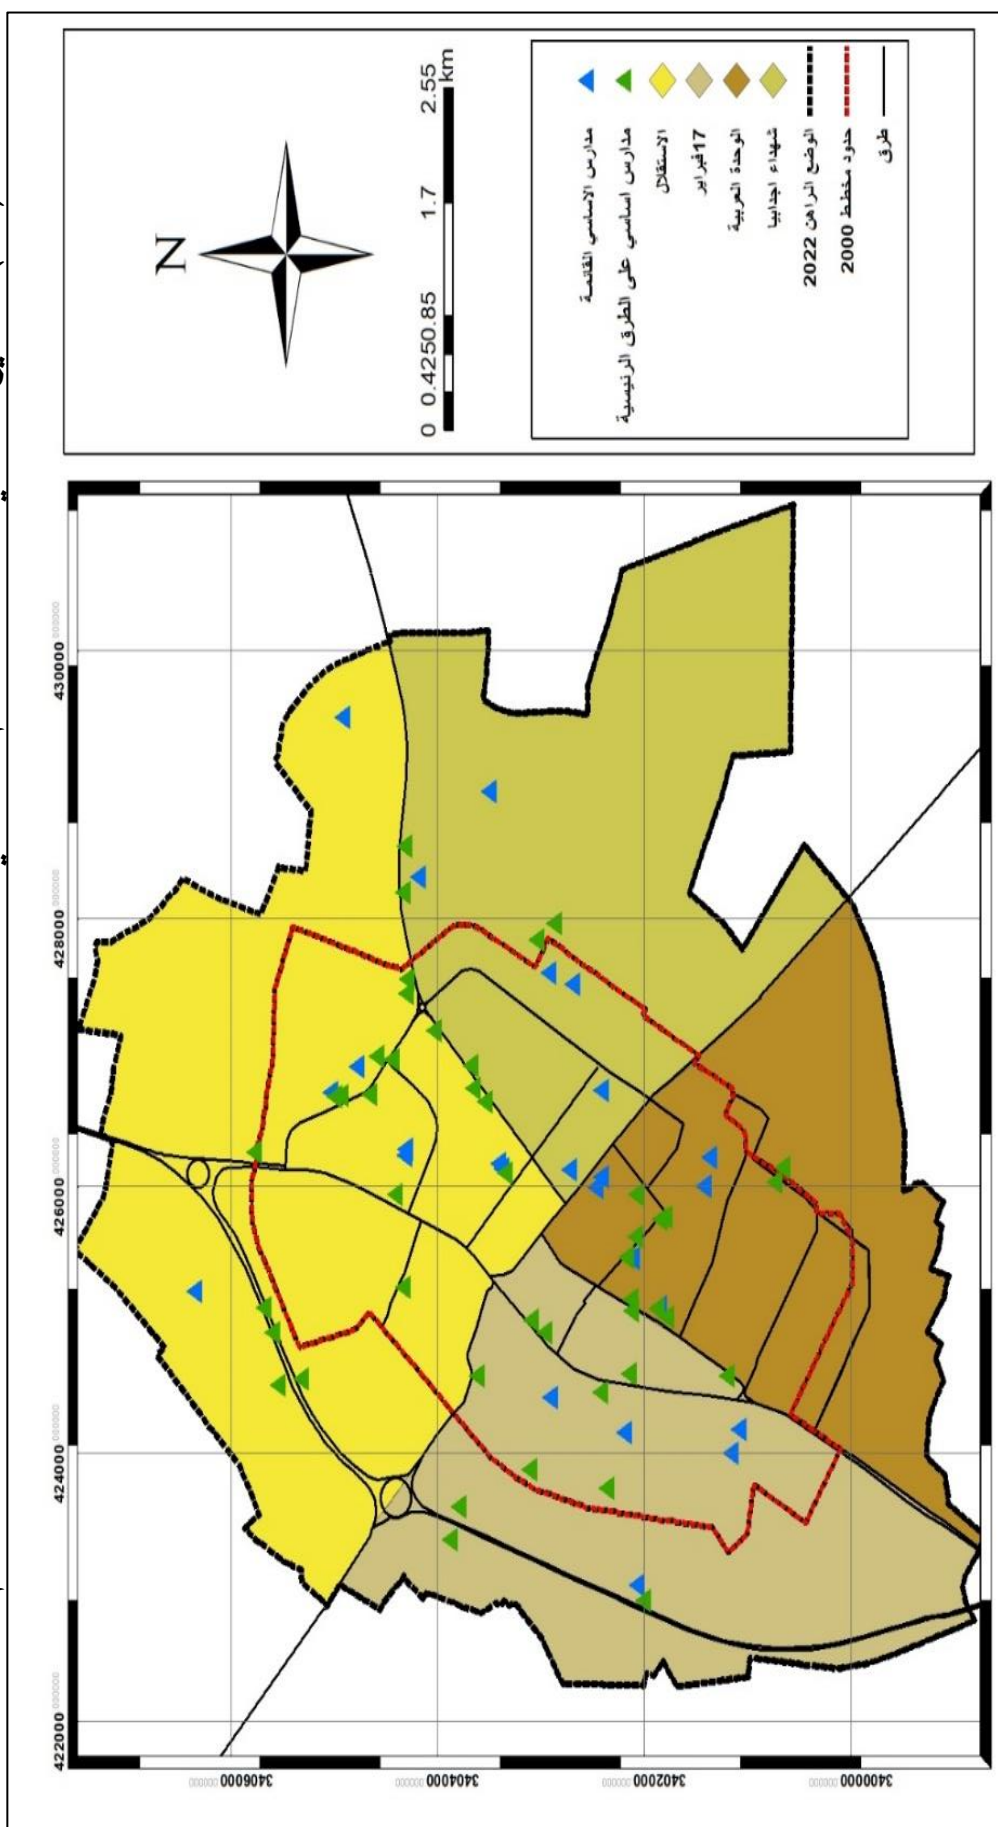 N
0 0.4250.85 1.7 2.55
km
مدارس الاساسي القائمة
مدارس اساسي على الطرق الرئيسية
الاستقلال
17فبراير
الوحدة العربية
شهداء اجدابيا
الوضع الراهن 2022
حدود مخطط 2000
طرق
422000 424000 426000 428000 430000
3406000
3404000
3402000
3400000